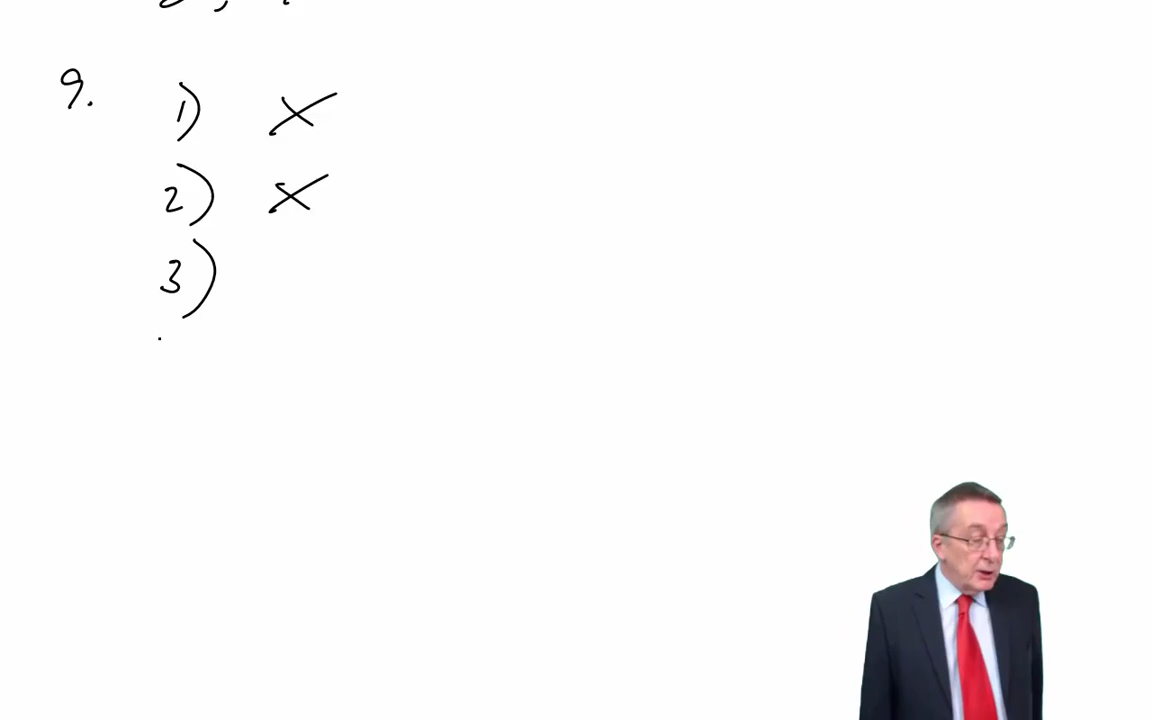 9. 1) X
2) X
3)